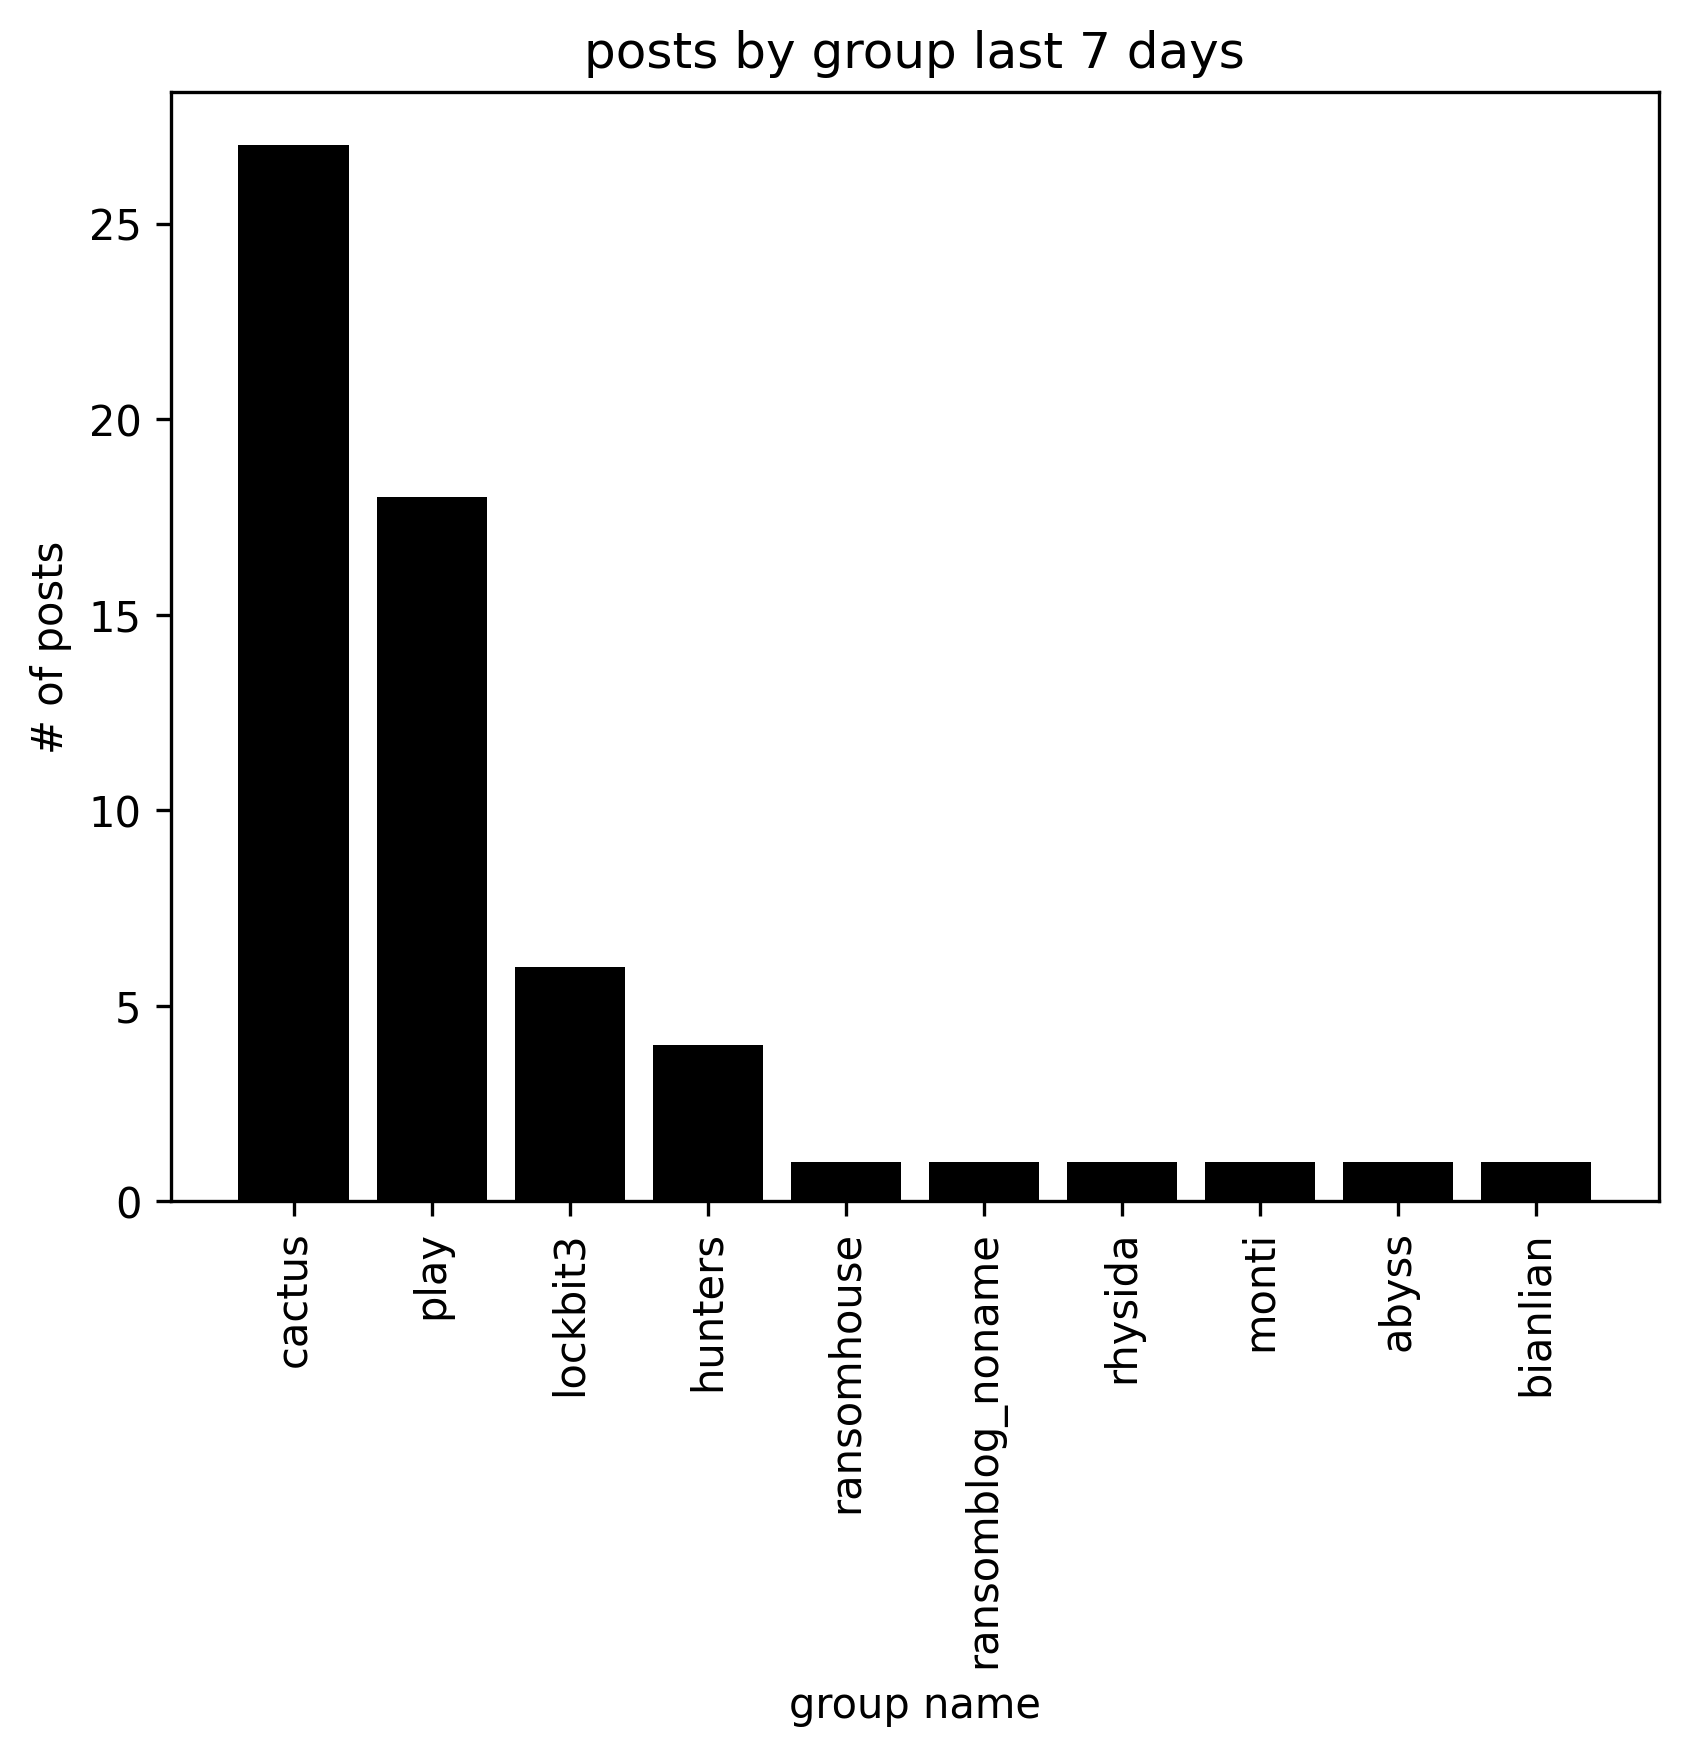 posts by group last 7 days
# of posts
25
20
15
10
5
0
cactus
play
lockbit3
hunters
ransomhouse
ransomblog_noname
rhysida
monti
abyss
bianlian
group name